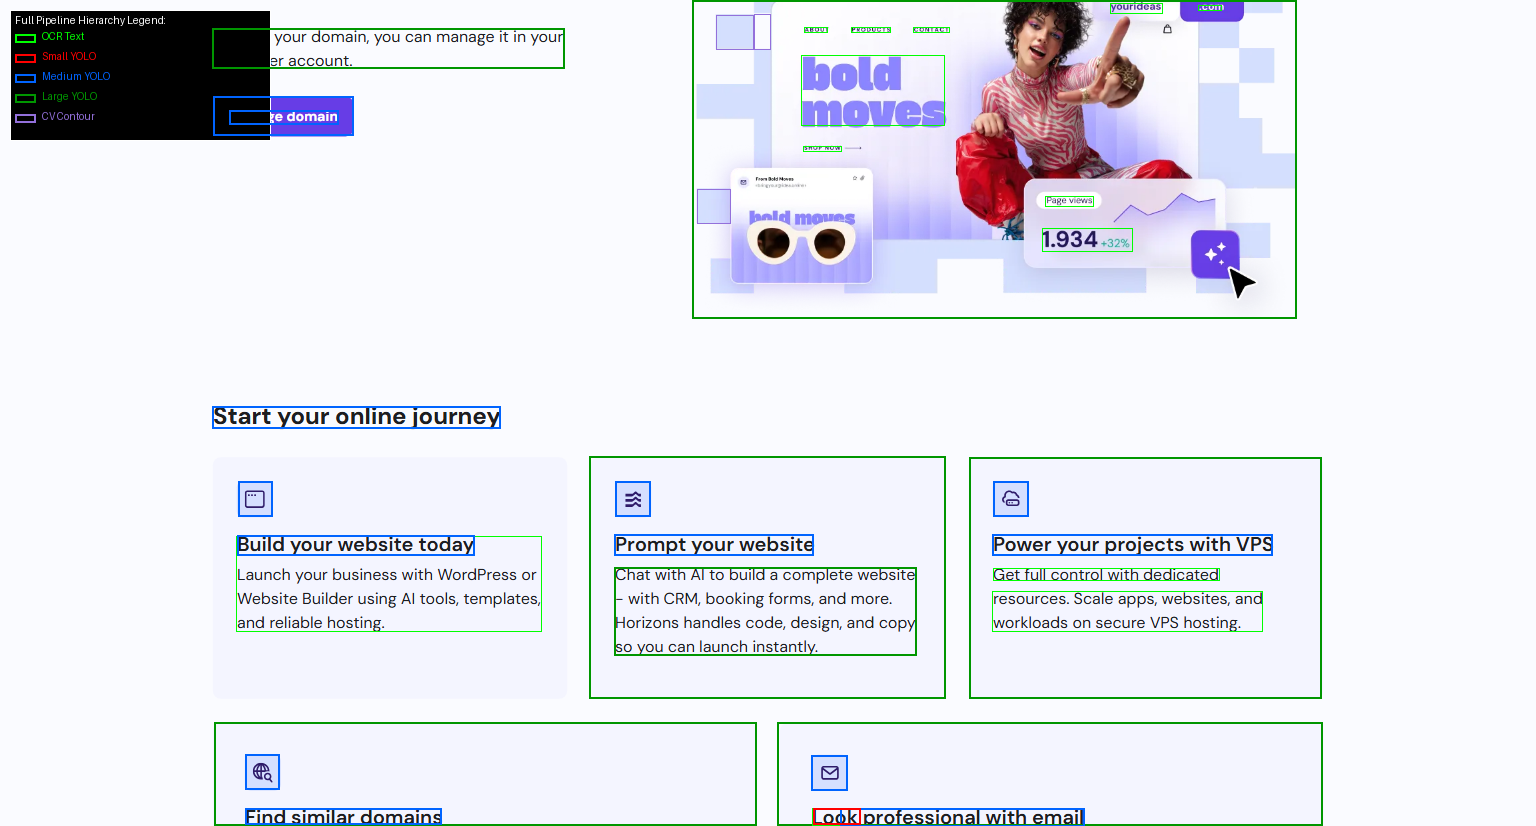 Full Pipeline Hierarchy Legend:
OCR Text
Small YOLO
Medium YOLO
Large YOLO
CV Contour
your domain, you can manage it in your
er account.
ge domain
yourideas
.com
ABOUT PRODUCTS CONTACT
bold
moves
SHOP NOW
From Bold Moves
bold moves
Page views
1.934 +32%
Start your online journey
Build your website today
Launch your business with WordPress or
Website Builder using AI tools, templates,
and reliable hosting.
Prompt your website
Chat with AI to build a complete website
– with CRM, booking forms, and more.
Horizons handles code, design, and copy
so you can launch instantly.
Power your projects with VPS
Get full control with dedicated
resources. Scale apps, websites, and
workloads on secure VPS hosting.
Find similar domains
Look professional with email